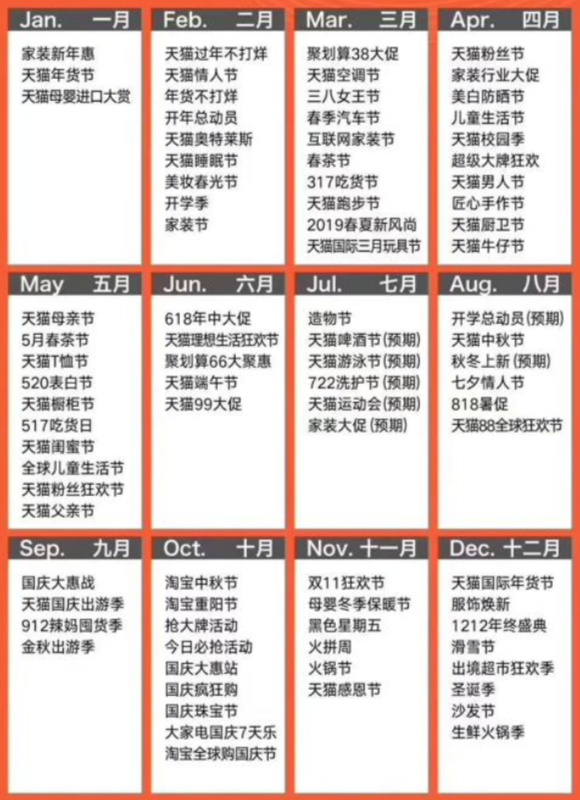 Jan. 一月
家装新年惠
天猫年货节
天猫母婴进口大赏
Feb. 二月
天猫过年不打烊
天猫情人节
年货不打烊
开年总动员
天猫奥特莱斯
天猫睡眠节
美妆春光节
开学季
家装节
Mar. 三月
聚划算38大促
天猫空调节
三八女王节
春季汽车节
互联网家装节
春茶节
317吃货节
天猫跑步节
2019春夏新风尚
天猫国际三月玩具节
Apr. 四月
天猫粉丝节
家装行业大促
美白防晒节
儿童生活节
天猫校园季
超级大牌狂欢
天猫男人节
匠心手作节
天猫厨卫节
天猫牛仔节
May 五月
天猫母亲节
5月春茶节
天猫T恤节
520表白节
天猫橱柜节
517吃货日
天猫闺蜜节
全球儿童生活节
天猫粉丝狂欢节
天猫父亲节
Jun. 六月
618年中大促
天猫理想生活狂欢节
聚划算66大聚惠
天猫端午节
天猫99大促
Jul. 七月
造物节
天猫啤酒节(预期)
天猫游泳节(预期)
722洗护节(预期)
天猫运动会(预期)
家装大促(预期)
Aug. 八月
开学总动员(预期)
天猫中秋节
秋冬上新(预期)
七夕情人节
818暑促
天猫88全球狂欢节
Sep. 九月
国庆大惠战
天猫国庆出游季
912辣妈囤货季
金秋出游季
Oct. 十月
淘宝中秋节
淘宝重阳节
抢大牌活动
今日必抢活动
国庆大惠站
国庆疯狂购
国庆珠宝节
大家电国庆7天乐
淘宝全球购国庆节
Nov. 十一月
双11狂欢节
母婴冬季保暖节
黑色星期五
火拼周
火锅节
天猫感恩节
Dec. 十二月
天猫国际年货节
服饰焕新
1212年终盛典
滑雪节
出境超市狂欢季
圣诞季
沙发节
生鲜火锅季